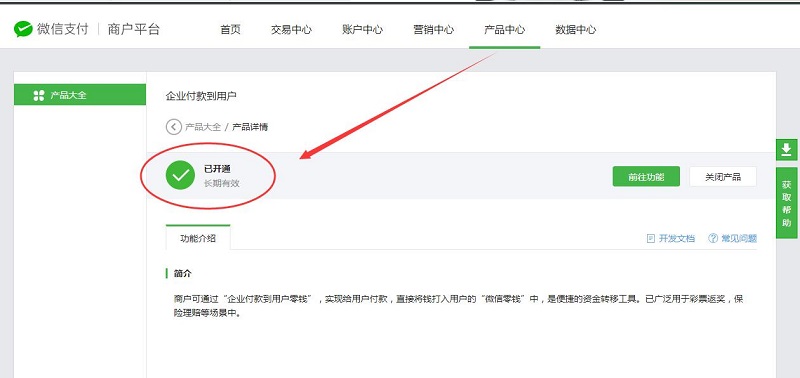 微信支付 | 商户平台
首页 交易中心 账户中心 营销中心 产品中心 数据中心
产品大全
企业付款到用户
产品大全 / 产品详情
已开通
长期有效
前往功能 关闭产品
获取帮助
功能介绍
开发文档 常见问题
简介
商户可通过“企业付款到用户零钱”，实现给用户付款，直接将钱打入用户的“微信零钱”中，是便捷的资金转移工具。已广泛用于彩票返奖，保
险理赔等场景中。